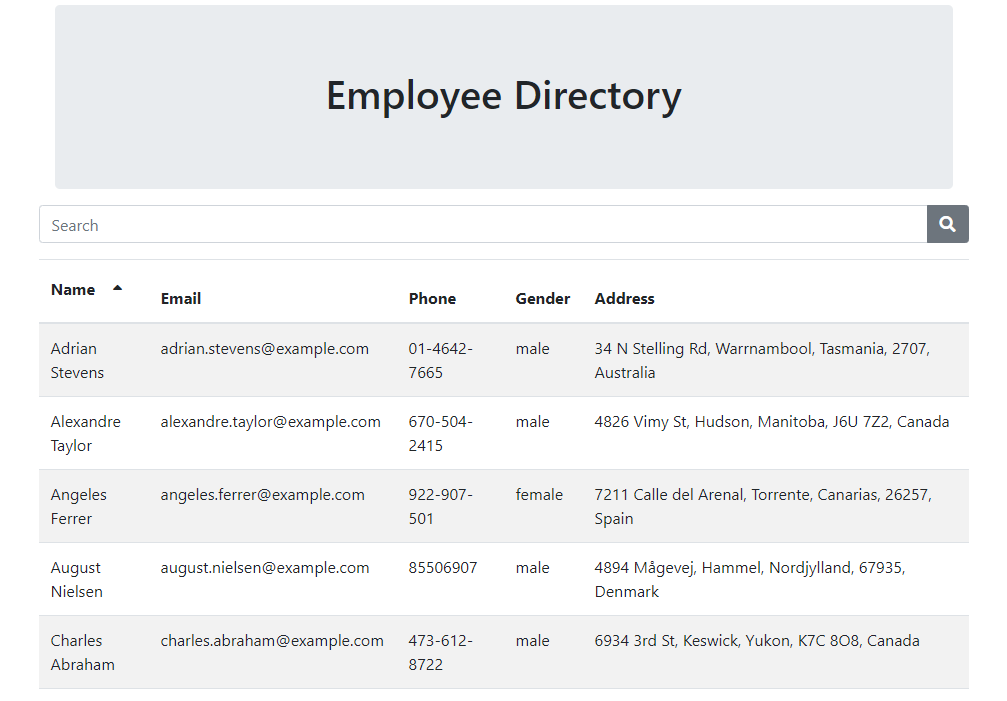 Employee Directory
Search
Name Email Phone Gender Address
Adrian adrian.stevens@example.com 01-4642- male 34 N Stelling Rd, Warrnambool, Tasmania, 2707,
Stevens 7665 Australia
Alexandre alexandre.taylor@example.com 670-504- male 4826 Vimy St, Hudson, Manitoba, J6U 7Z2, Canada
Taylor 2415
Angeles angeles.ferrer@example.com 922-907- female 7211 Calle del Arenal, Torrente, Canarias, 26257,
Ferrer 501 Spain
August august.nielsen@example.com 85506907 male 4894 Mågevej, Hammel, Nordjylland, 67935,
Nielsen Denmark
Charles charles.abraham@example.com 473-612- male 6934 3rd St, Keswick, Yukon, K7C 8O8, Canada
Abraham 8722